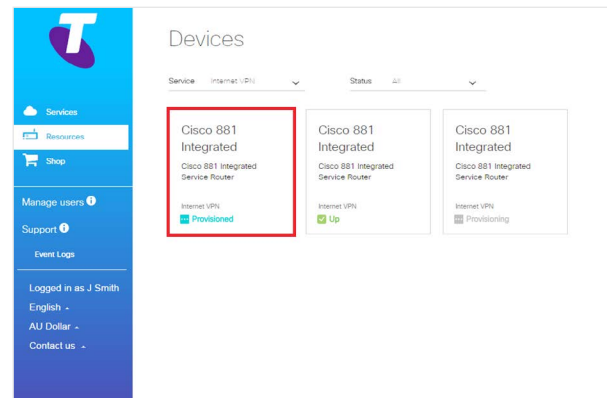 T
Devices
Service Internet VPN Status All
Services
Resources
Shop
Manage users i
Support i
Event Logs
Logged in as J Smith
English
AU Dollar
Contact us
Cisco 881
Integrated
Cisco 881 Integrated
Service Router
Internet VPN
Provisioned
Cisco 881
Integrated
Cisco 881 Integrated
Service Router
Internet VPN
Up
Cisco 881
Integrated
Cisco 881 Integrated
Service Router
Internet VPN
Provisioning